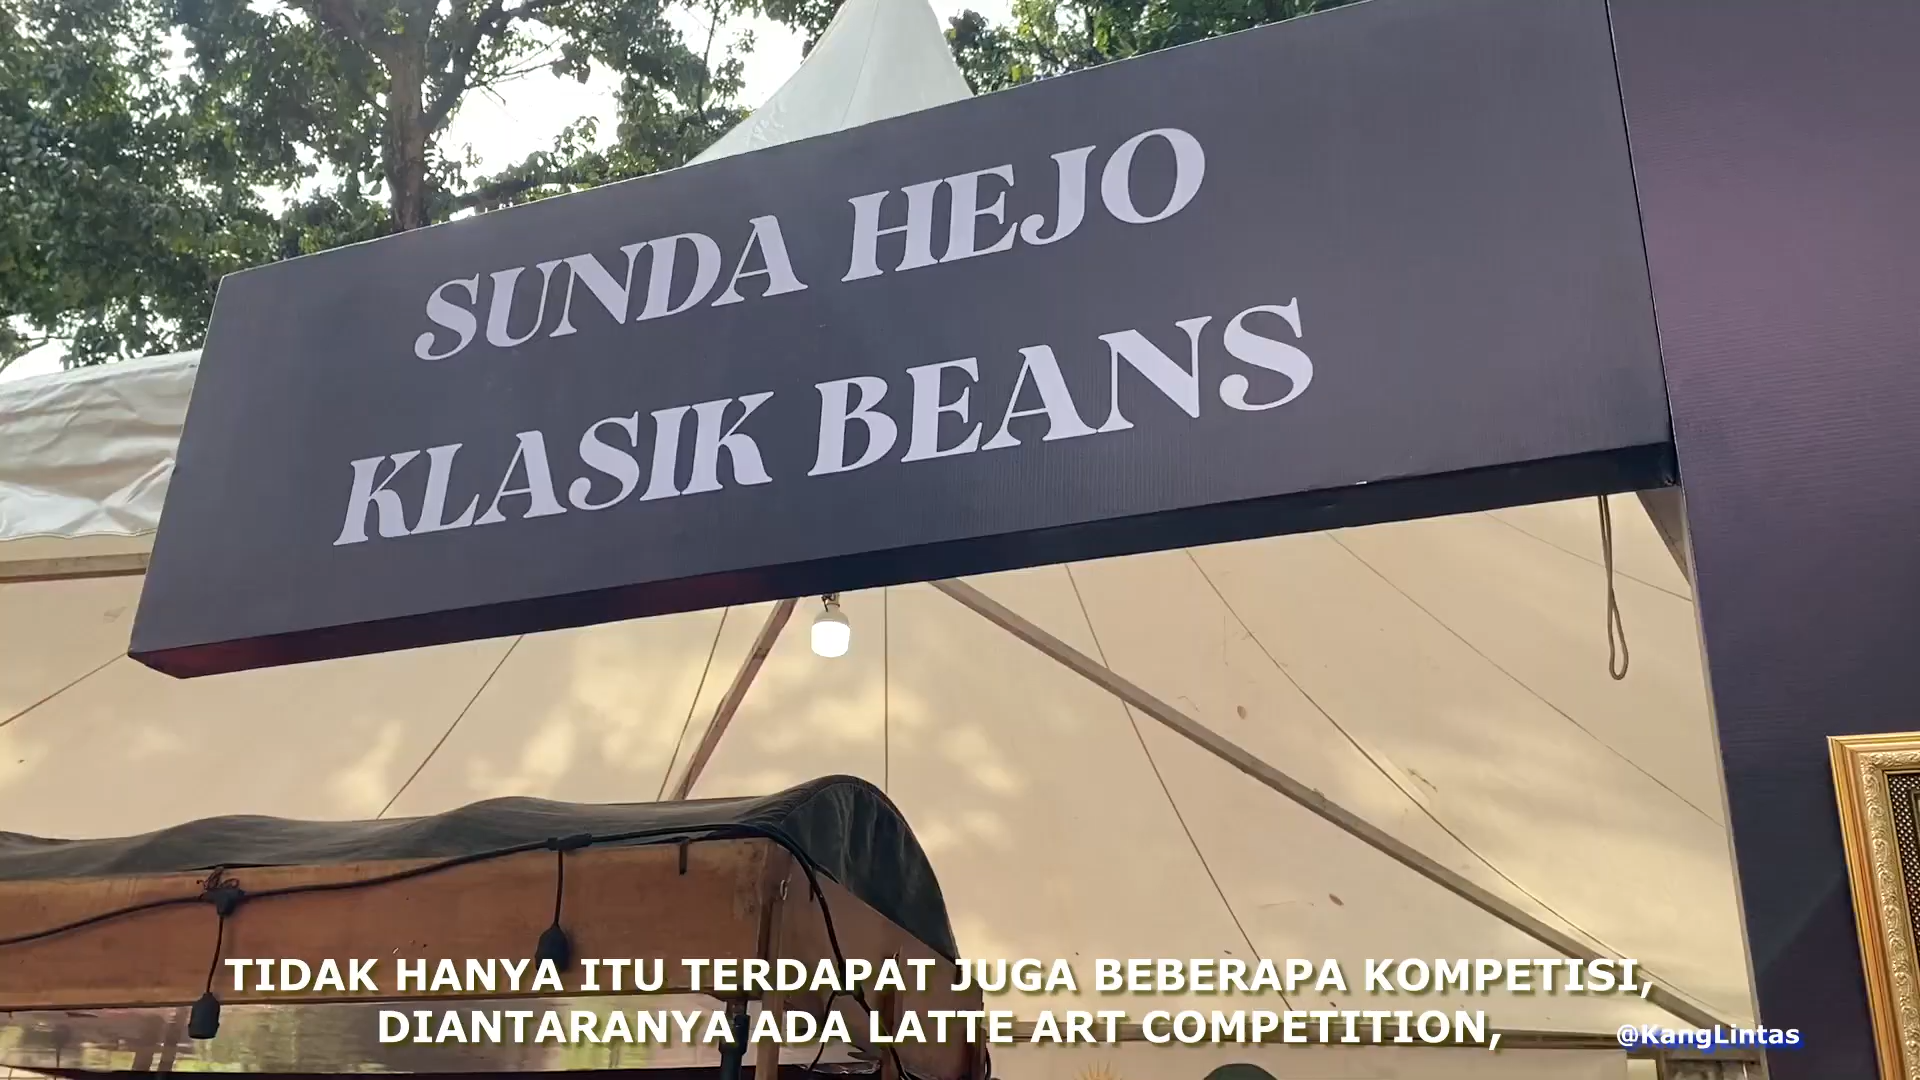 SUNDA HEJO
KLASIK BEANS
TIDAK HANYA ITU TERDAPAT JUGA BEBERAPA KOMPETISI,
DIANTARANYA ADA LATTE ART COMPETITION,
@KangLintas